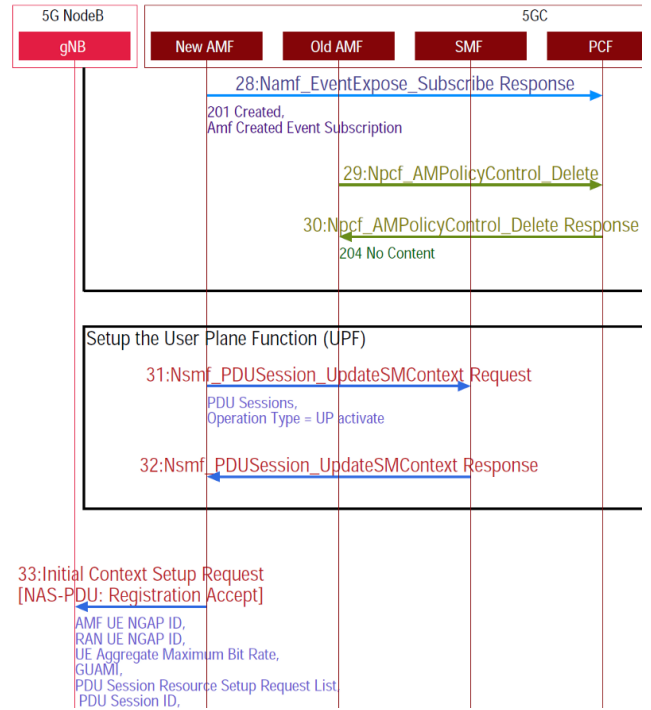 5G NodeB
5GC
gNB
New AMF
Old AMF
SMF
PCF
28:Namf_EventExpose_Subscribe Response
201 Created,
Amf Created Event Subscription
29:Npcf_AMPolicyControl_Delete
30:Npcf_AMPolicyControl_Delete Response
204 No Content
Setup the User Plane Function (UPF)
31:Nsmf_PDUSession_UpdateSMContext Request
PDU Sessions,
Operation Type = UP activate
32:Nsmf_PDUSession_UpdateSMContext Response
33:Initial Context Setup Request
[NAS-PDU: Registration Accept]
AMF UE NGAP ID,
RAN UE NGAP ID,
UE Aggregate Maximum Bit Rate,
GUAMI,
PDU Session Resource Setup Request List,
PDU Session ID,